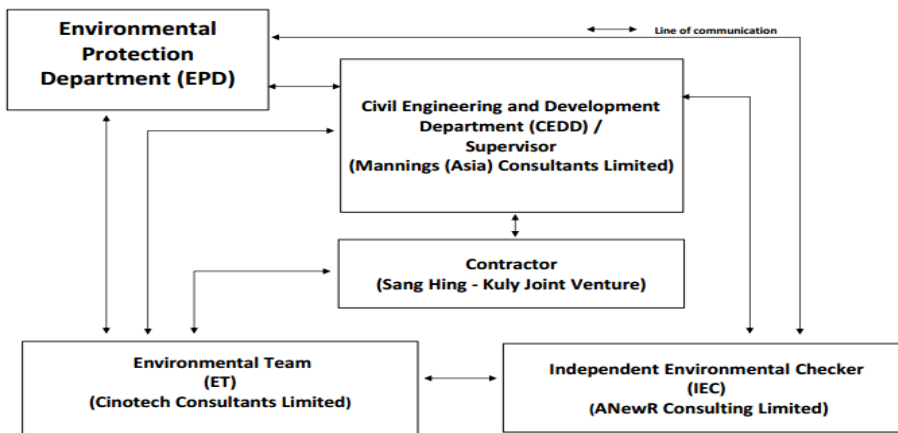 Environmental
Protection
Department (EPD)
Line of communication
Civil Engineering and Development
Department (CEDD) /
Supervisor
(Mannings (Asia) Consultants Limited)
Contractor
(Sang Hing - Kuly Joint Venture)
Environmental Team
(ET)
(Cinotech Consultants Limited)
Independent Environmental Checker
(IEC)
(ANewR Consulting Limited)